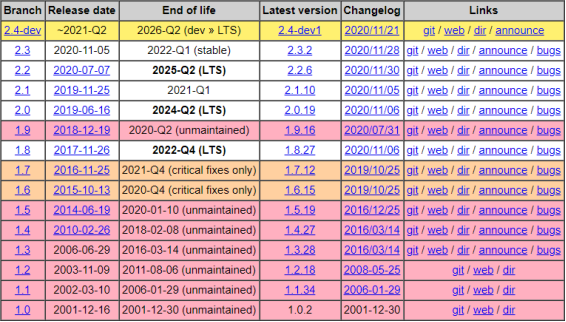 Branch Release date End of life Latest version Changelog Links
2.4-dev ~2021-Q2 2026-Q2 (dev » LTS) 2.4-dev1 2020/11/21 git / web / dir / announce
2.3 2020-11-05 2022-Q1 (stable) 2.3.2 2020/11/28 git / web / dir / announce / bugs
2.2 2020-07-07 2025-Q2 (LTS) 2.2.6 2020/11/30 git / web / dir / announce / bugs
2.1 2019-11-25 2021-Q1 2.1.10 2020/11/05 git / web / dir / announce / bugs
2.0 2019-06-16 2024-Q2 (LTS) 2.0.19 2020/11/06 git / web / dir / announce / bugs
1.9 2018-12-19 2020-Q2 (unmaintained) 1.9.16 2020/07/31 git / web / dir / announce / bugs
1.8 2017-11-26 2022-Q4 (LTS) 1.8.27 2020/11/06 git / web / dir / announce / bugs
1.7 2016-11-25 2021-Q4 (critical fixes only) 1.7.12 2019/10/25 git / web / dir / announce / bugs
1.6 2015-10-13 2020-Q4 (critical fixes only) 1.6.15 2019/10/25 git / web / dir / announce / bugs
1.5 2014-06-19 2020-01-10 (unmaintained) 1.5.19 2016/12/25 git / web / dir / announce / bugs
1.4 2010-02-26 2018-02-08 (unmaintained) 1.4.27 2016/03/14 git / web / dir / announce / bugs
1.3 2006-06-29 2016-03-14 (unmaintained) 1.3.28 2016/03/14 git / web / dir / announce / bugs
1.2 2003-11-09 2011-08-06 (unmaintained) 1.2.18 2008-05-25 git / web / dir
1.1 2002-03-10 2006-01-29 (unmaintained) 1.1.34 2006-01-29 git / web / dir
1.0 2001-12-16 2001-12-30 (unmaintained) 1.0.2 2001-12-30 git / web / dir